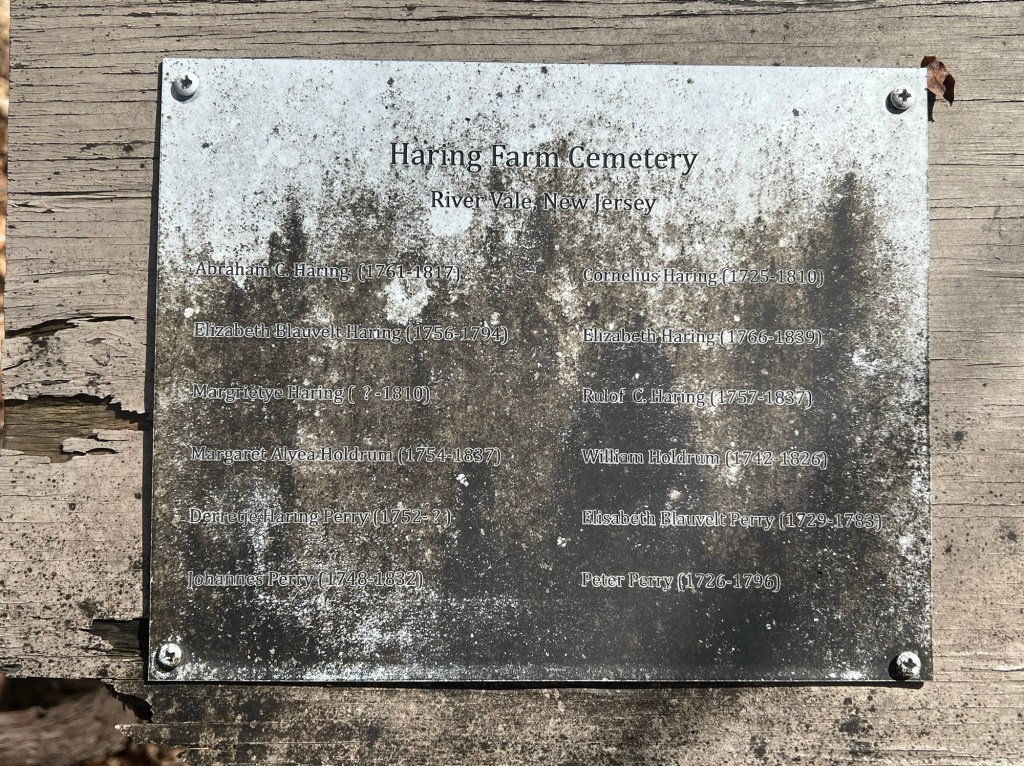 Haring Farm Cemetery
River Vale, New Jersey
Abraham C. Haring (1761-1817)
Cornelius Haring (1725-1810)
Elizabeth Blauvelt Haring (1756-1794)
Elizabeth Haring (1766-1839)
Margrietye Haring ( ? -1810)
Rulof C. Haring (1757-1837)
Margaret Alyea Holdrum (1754-1837)
William Holdrum (1742-1826)
Derrerje Haring Perry (1752- ? )
Elisabeth Blauvelt Perry (1729-1783)
Johannes Perry (1748-1832)
Peter Perry (1726-1796)